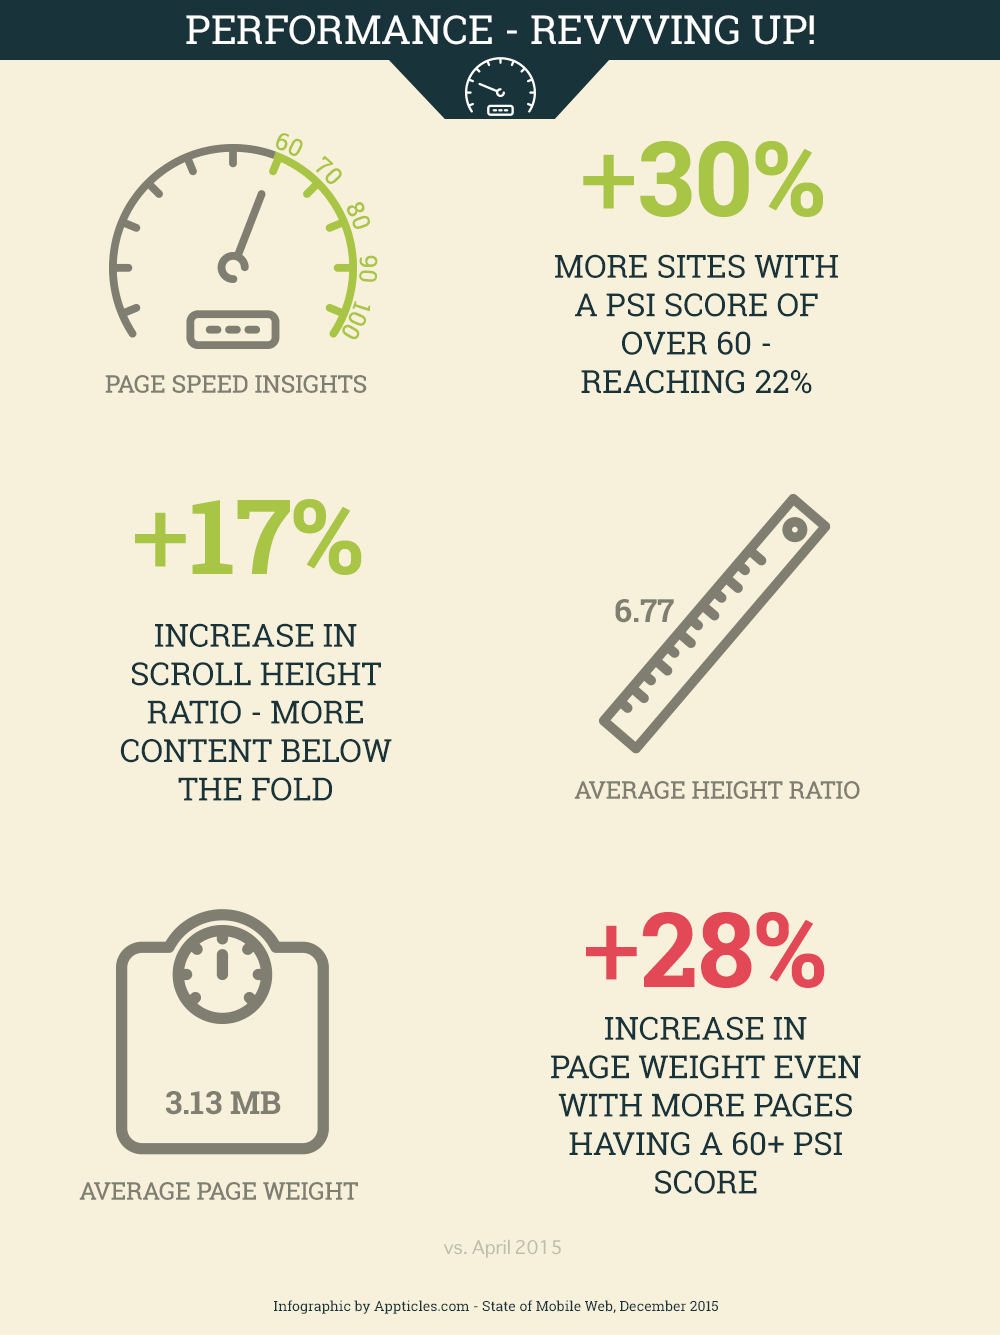 PERFORMANCE - REVVVING UP!
60
70
80
90
100
PAGE SPEED INSIGHTS
+30%
MORE SITES WITH
A PSI SCORE OF
OVER 60 -
REACHING 22%
+17%
INCREASE IN
SCROLL HEIGHT
RATIO - MORE
CONTENT BELOW
THE FOLD
6.77
AVERAGE HEIGHT RATIO
3.13 MB
AVERAGE PAGE WEIGHT
+28%
INCREASE IN
PAGE WEIGHT EVEN
WITH MORE PAGES
HAVING A 60+ PSI
SCORE
vs. April 2015
Infographic by Appticles.com - State of Mobile Web, December 2015